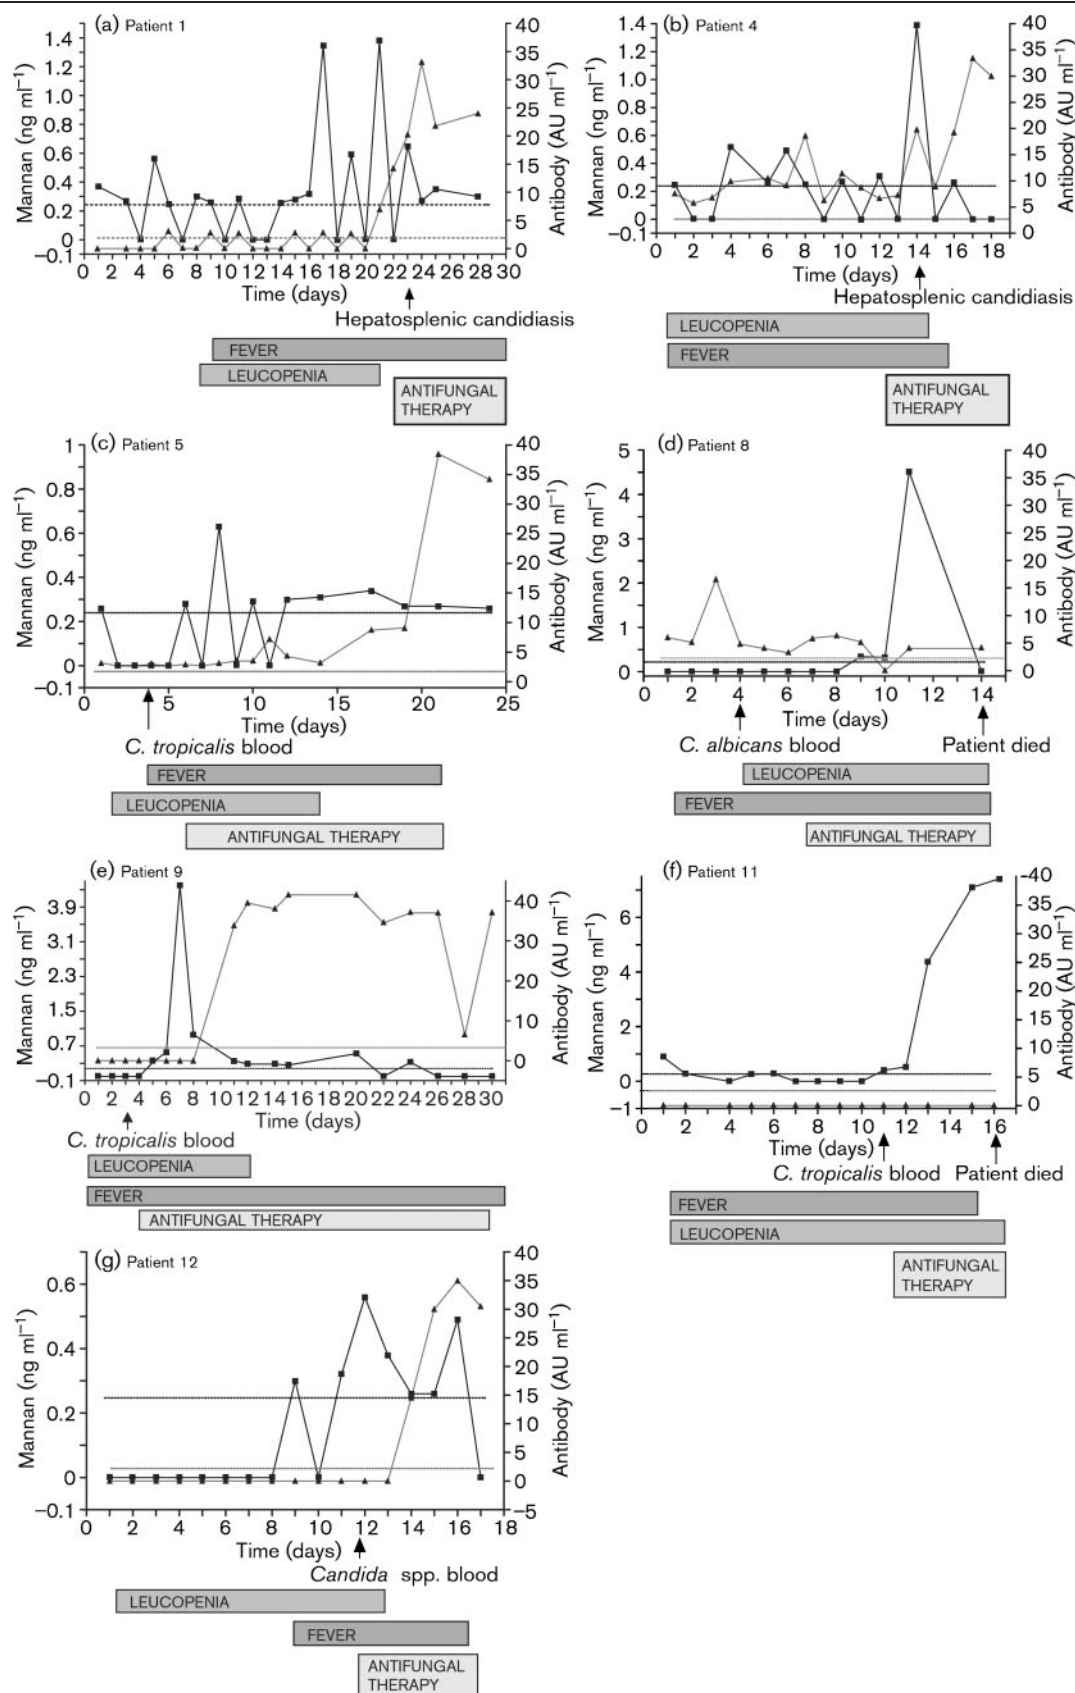 (a) Patient 1
Mannan (ng ml⁻¹)
1.4
1.2
1.0
0.8
0.6
0.4
0.2
0
−0.1
40
35
30
25
20
15
10
5
0
Antibody (AU ml⁻¹)
0 2 4 6 8 10 12 14 16 18 20 22 24 26 28 30
Time (days)
Hepatosplenic candidiasis
FEVER
LEUCOPENIA
ANTIFUNGAL
THERAPY
(b) Patient 4
Mannan (ng ml⁻¹)
1.4
1.2
1.0
0.8
0.6
0.4
0.2
0
−0.1
40
35
30
25
20
15
10
5
0
Antibody (AU ml⁻¹)
0 2 4 6 8 10 12 14 16 18
Time (days)
Hepatosplenic candidiasis
LEUCOPENIA
FEVER
ANTIFUNGAL
THERAPY
(c) Patient 5
Mannan (ng ml⁻¹)
1
0.8
0.6
0.4
0.2
0
−0.1
40
35
30
25
20
15
10
5
0
Antibody (AU ml⁻¹)
0 5 10 15 20 25
Time (days)
C. tropicalis blood
FEVER
LEUCOPENIA
ANTIFUNGAL THERAPY
(d) Patient 8
Mannan (ng ml⁻¹)
5
4.5
4
3.5
3
2.5
2
1.5
1
0.5
0
40
35
30
25
20
15
10
5
0
Antibody (AU ml⁻¹)
0 2 4 6 8 10 12 14
Time (days)
C. albicans blood
Patient died
LEUCOPENIA
FEVER
ANTIFUNGAL THERAPY
(e) Patient 9
Mannan (ng ml⁻¹)
3.9
3.1
2.3
1.5
0.7
−0.1
40
30
20
10
0
Antibody (AU ml⁻¹)
0 2 4 6 8 10 12 14 16 18 20 22 24 26 28 30
Time (days)
C. tropicalis blood
LEUCOPENIA
FEVER
ANTIFUNGAL THERAPY
(f) Patient 11
Mannan (ng ml⁻¹)
6
4
2
0
−1
40
35
30
25
20
15
10
5
0
Antibody (AU ml⁻¹)
0 2 4 6 8 10 12 14 16
Time (days)
C. tropicalis blood Patient died
FEVER
LEUCOPENIA
ANTIFUNGAL
THERAPY
(g) Patient 12
Mannan (ng ml⁻¹)
0.6
0.4
0.2
0
−0.1
40
35
30
25
20
15
10
5
0
−5
Antibody (AU ml⁻¹)
0 2 4 6 8 10 12 14 16 18
Time (days)
Candida spp. blood
LEUCOPENIA
FEVER
ANTIFUNGAL
THERAPY